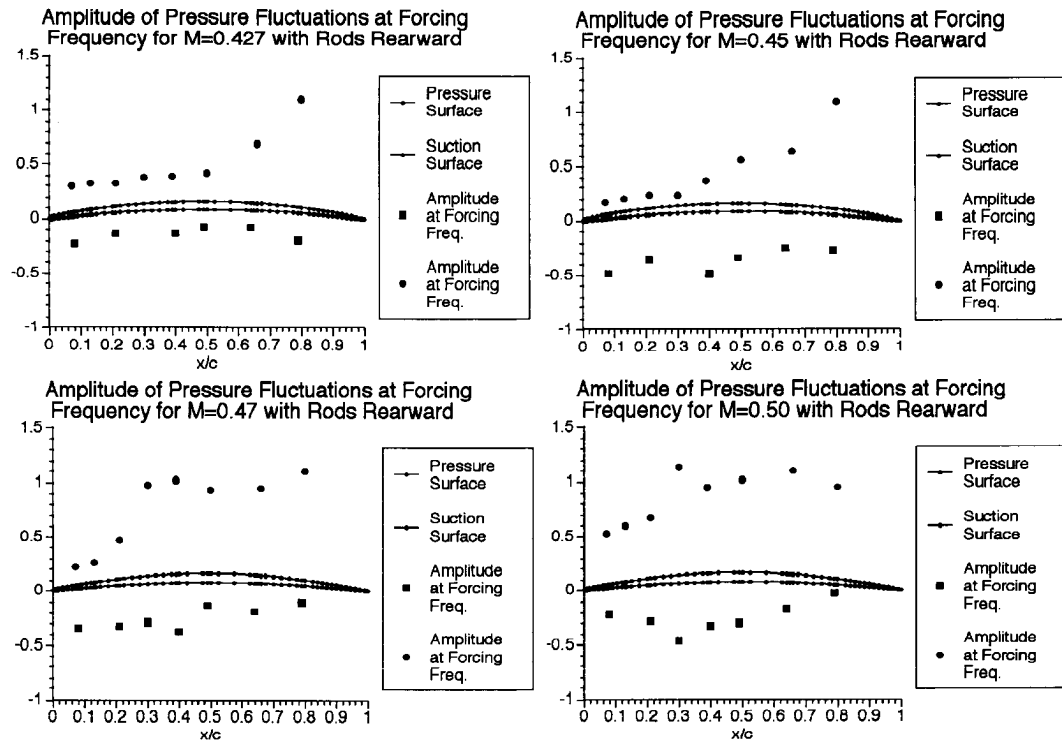 Amplitude of Pressure Fluctuations at Forcing
Frequency for M=0.427 with Rods Rearward
1.5
1
0.5
0
-0.5
-1
0 0.1 0.2 0.3 0.4 0.5 0.6 0.7 0.8 0.9 1
x/c
Pressure
Surface
Suction
Surface
Amplitude
at Forcing
Freq.
Amplitude
at Forcing
Freq.
Amplitude of Pressure Fluctuations at Forcing
Frequency for M=0.45 with Rods Rearward
1.5
1
0.5
0
-0.5
-1
0 0.1 0.2 0.3 0.4 0.5 0.6 0.7 0.8 0.9 1
x/c
Pressure
Surface
Suction
Surface
Amplitude
at Forcing
Freq.
Amplitude
at Forcing
Freq.
Amplitude of Pressure Fluctuations at Forcing
Frequency for M=0.47 with Rods Rearward
1.5
1
0.5
0
-0.5
-1
0 0.1 0.2 0.3 0.4 0.5 0.6 0.7 0.8 0.9 1
x/c
Pressure
Surface
Suction
Surface
Amplitude
at Forcing
Freq.
Amplitude
at Forcing
Freq.
Amplitude of Pressure Fluctuations at Forcing
Frequency for M=0.50 with Rods Rearward
1.5
1
0.5
0
-0.5
-1
0 0.1 0.2 0.3 0.4 0.5 0.6 0.7 0.8 0.9 1
x/c
Pressure
Surface
Suction
Surface
Amplitude
at Forcing
Freq.
Amplitude
at Forcing
Freq.